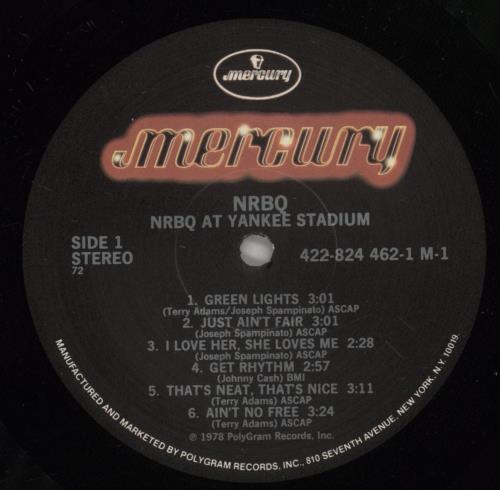 mercury
mercury
NRBQ
NRBQ AT YANKEE STADIUM
SIDE 1
STEREO
72
422-824 462-1 M-1
1. GREEN LIGHTS 3:01
(Terry Adams/Joseph Spampinato) ASCAP
2. JUST AIN'T FAIR 3:01
(Joseph Spampinato) ASCAP
3. I LOVE HER, SHE LOVES ME 2:28
(Joseph Spampinato) ASCAP
4. GET RHYTHM 2:57
(Johnny Cash) BMI
5. THAT'S NEAT, THAT'S NICE 3:11
(Terry Adams) ASCAP
6. AIN'T NO FREE 3:24
(Terry Adams) ASCAP
℗ 1978 PolyGram Records, Inc.
MANUFACTURED AND MARKETED BY POLYGRAM RECORDS, INC., 810 SEVENTH AVENUE, NEW YORK, N.Y. 10019.